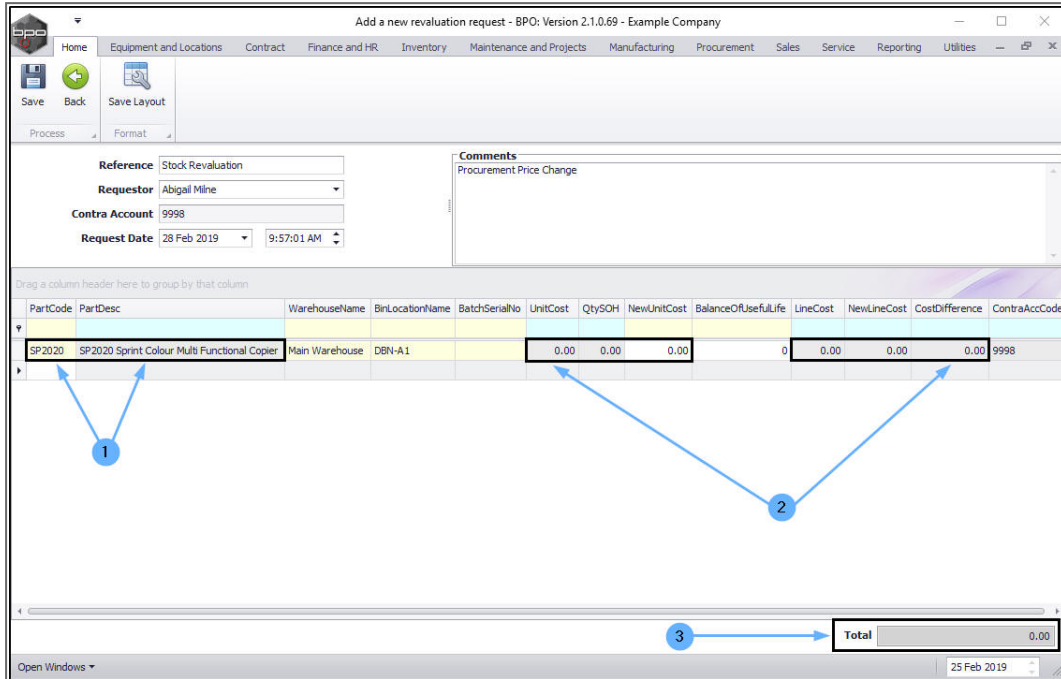 bpo
Add a new revaluation request - BPO: Version 2.1.0.69 - Example Company
Home Equipment and Locations Contract Finance and HR Inventory Maintenance and Projects Manufacturing Procurement Sales Service Reporting Utilities
Save Back Save Layout
Process Format
Reference Stock Revaluation
Requestor Abigail Milne
Contra Account 9998
Request Date 28 Feb 2019 9:57:01 AM
Comments
Procurement Price Change
Drag a column header here to group by that column
PartCode PartDesc WarehouseName BinLocationName BatchSerialNo UnitCost QtySOH NewUnitCost BalanceOfUsefulLife LineCost NewLineCost CostDifference ContraAccCode
SP2020 SP2020 Sprint Colour Multi Functional Copier Main Warehouse DBN-A1 0.00 0.00 0.00 0 0.00 0.00 0.00 9998
1
2
3
Total 0.00
Open Windows 25 Feb 2019